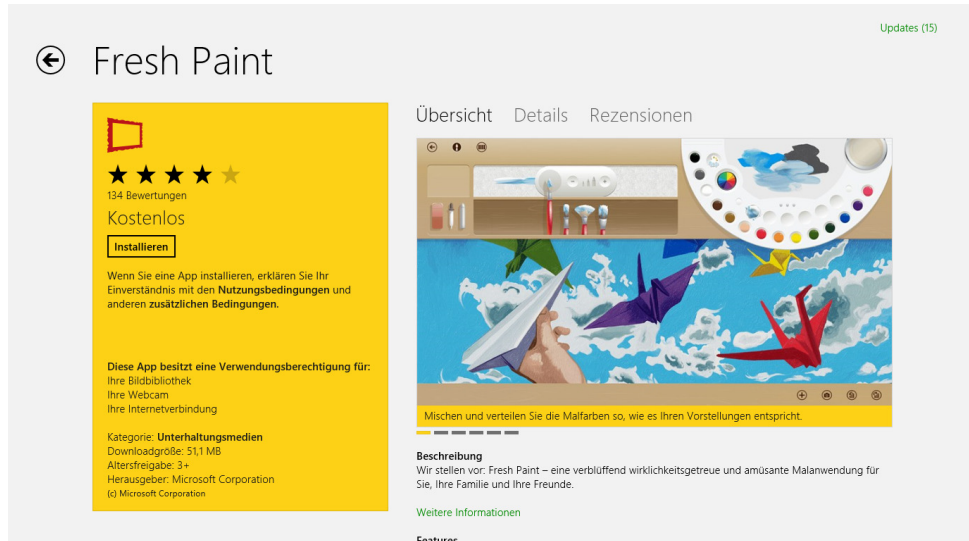 Updates (15)
Fresh Paint
134 Bewertungen
Kostenlos
Installieren
Wenn Sie eine App installieren, erklären Sie Ihr
Einverständnis mit den Nutzungsbedingungen und
anderen zusätzlichen Bedingungen.
Diese App besitzt eine Verwendungsberechtigung für:
Ihre Bildbibliothek
Ihre Webcam
Ihre Internetverbindung
Kategorie: Unterhaltungsmedien
Downloadgröße: 51,1 MB
Altersfreigabe: 3+
Herausgeber: Microsoft Corporation
(c) Microsoft Corporation
Übersicht Details Rezensionen
Mischen und verteilen Sie die Malfarben so, wie es Ihren Vorstellungen entspricht.
Beschreibung
Wir stellen vor: Fresh Paint – eine verblüffend wirklichkeitsgetreue und amüsante Malanwendung für
Sie, Ihre Familie und Ihre Freunde.
Weitere Informationen
Features